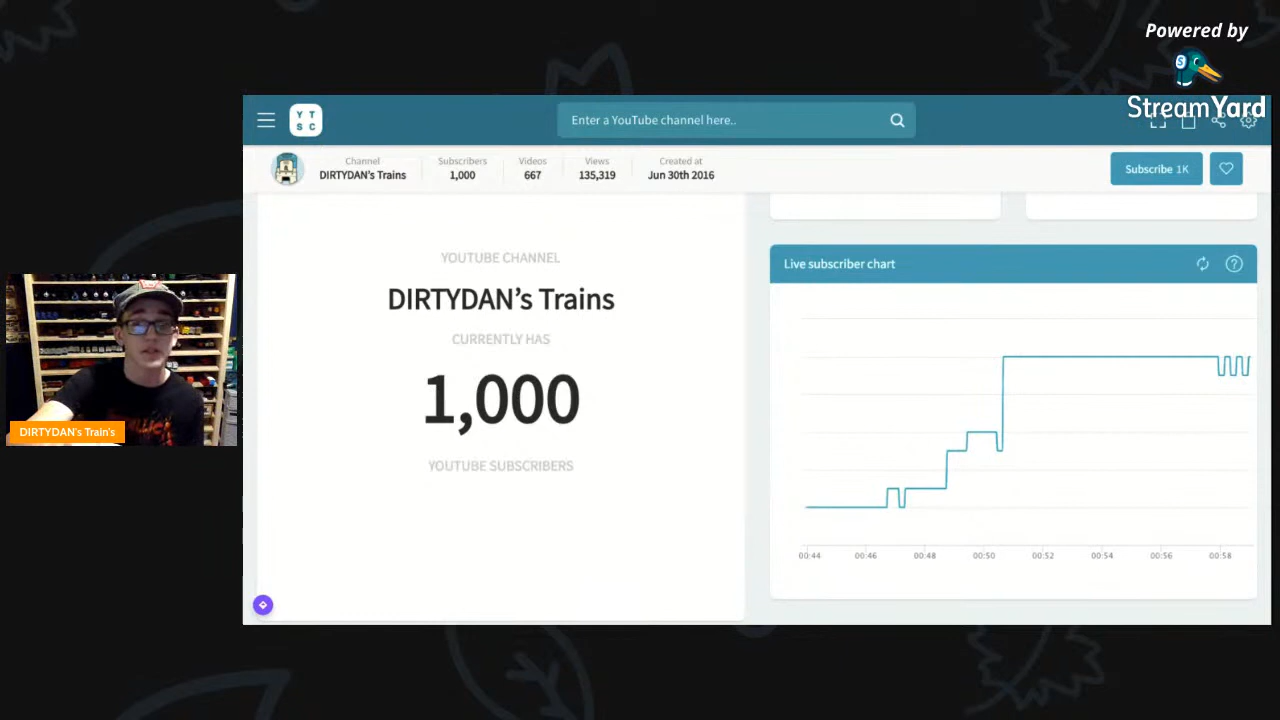 Powered by
StreamYard
Y T
S C
Enter a YouTube channel here..
Channel
DIRTYDAN's Trains
Subscribers
1,000
Videos
667
Views
135,319
Created at
Jun 30th 2016
Subscribe 1K
YOUTUBE CHANNEL
DIRTYDAN's Trains
CURRENTLY HAS
1,000
YOUTUBE SUBSCRIBERS
Live subscriber chart
?
00:44 00:46 00:48 00:50 00:52 00:54 00:56 00:58
DIRTYDAN's Train's